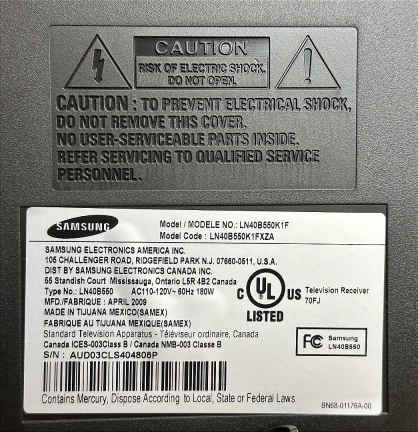 CAUTION
RISK OF ELECTRIC SHOCK.
DO NOT OPEN.
CAUTION : TO PREVENT ELECTRICAL SHOCK,
DO NOT REMOVE THIS COVER.
NO USER-SERVICEABLE PARTS INSIDE.
REFER SERVICING TO QUALIFIED SERVICE
PERSONNEL.
SAMSUNG
Model / MODELE NO.: LN40B550K1F
Model Code : LN40B550K1FXZA
SAMSUNG ELECTRONICS AMERICA INC.
105 CHALLENGER ROAD, RIDGEFIELD PARK N.J. 07660-0511, U.S.A.
DIST BY SAMSUNG ELECTRONICS CANADA INC.
55 Standish Court Mississauga, Ontario L5R 4B2 Canada
Type No.: LN40B550 AC110-120V~ 60Hz 180W
MFD./FABRIQUE : APRIL 2009
MADE IN TIJUANA MEXICO(SAMEX)
FABRIQUE AU TIJUANA MEXIQUE(SAMEX)
Standard Television Apparatus - Téléviseur ordinaire, Canada
Canada ICES-003Class B / Canada NMB-003 Classe B
S/N : AUD03CLS404806P
C UL US
LISTED
Television Receiver
70FJ
FC Samsung
LN40B550
Contains Mercury, Dispose According to Local, State or Federal Laws
BN68-01176A-00